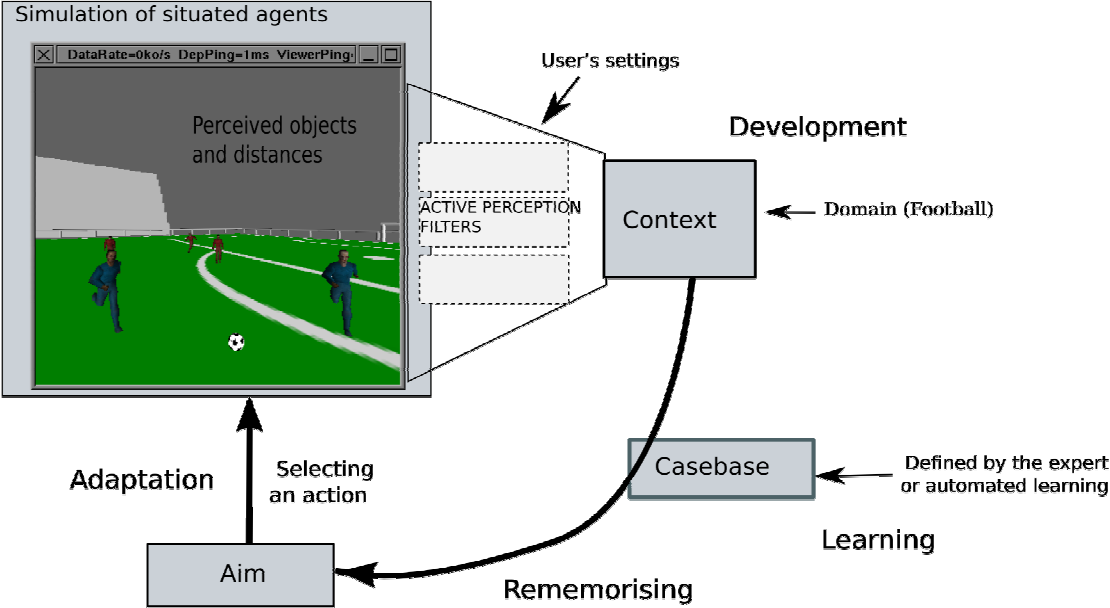 Simulation of situated agents
DataRate=0ko/s DepPing=1ms ViewerPing
Perceived objects
and distances
User's settings
Development
ACTIVE PERCEPTION
FILTERS
Context
Domain (Football)
Casebase
Defined by the expert
or automated learning
Learning
Adaptation
Selecting
an action
Aim
Rememorising